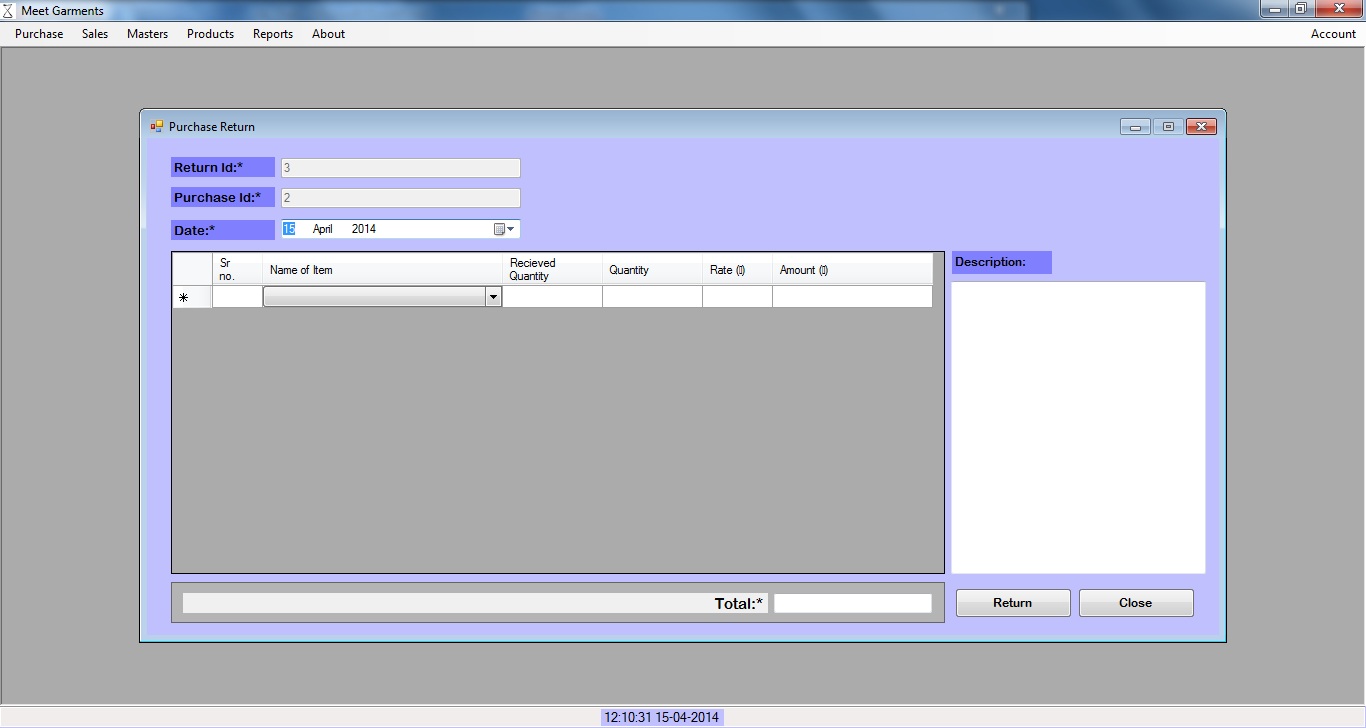 Meet Garments
Purchase Sales Masters Products Reports About Account
Purchase Return
Return Id:* 3
Purchase Id:* 2
Date:* 15 April 2014
Sr no. Name of Item Recieved Quantity Quantity Rate (▯) Amount (▯)
Description:
Total:*
Return Close
12:10:31 15-04-2014